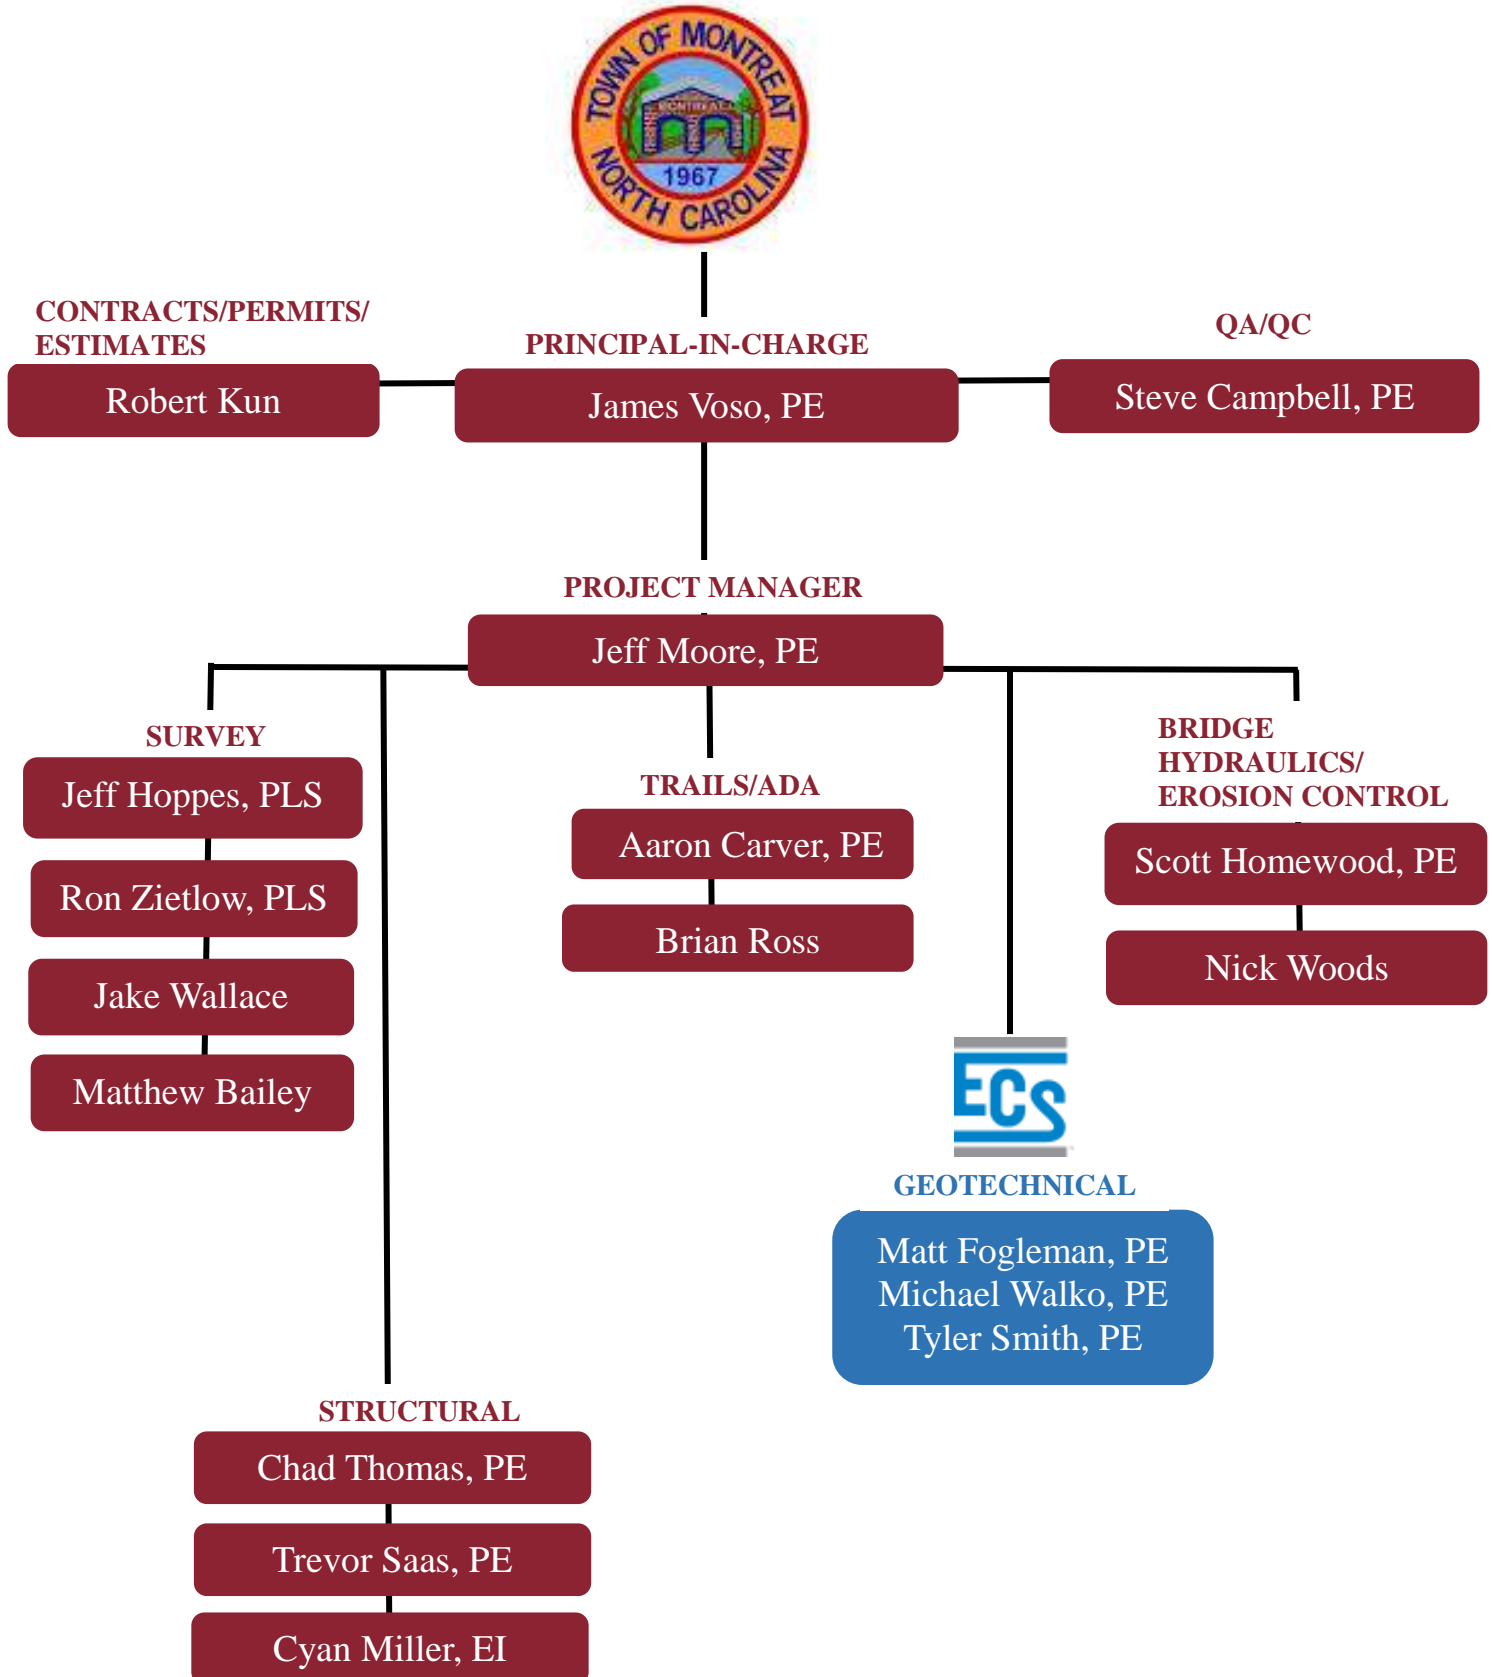 TOWN OF MONTREAT
MONTREAT
1967
NORTH CAROLINA
CONTRACTS/PERMITS/
ESTIMATES
Robert Kun
PRINCIPAL-IN-CHARGE
James Voso, PE
QA/QC
Steve Campbell, PE
PROJECT MANAGER
Jeff Moore, PE
SURVEY
Jeff Hoppes, PLS
Ron Zietlow, PLS
Jake Wallace
Matthew Bailey
TRAILS/ADA
Aaron Carver, PE
Brian Ross
BRIDGE
HYDRAULICS/
EROSION CONTROL
Scott Homewood, PE
Nick Woods
ECS
GEOTECHNICAL
Matt Fogleman, PE
Michael Walko, PE
Tyler Smith, PE
STRUCTURAL
Chad Thomas, PE
Trevor Saas, PE
Cyan Miller, EI